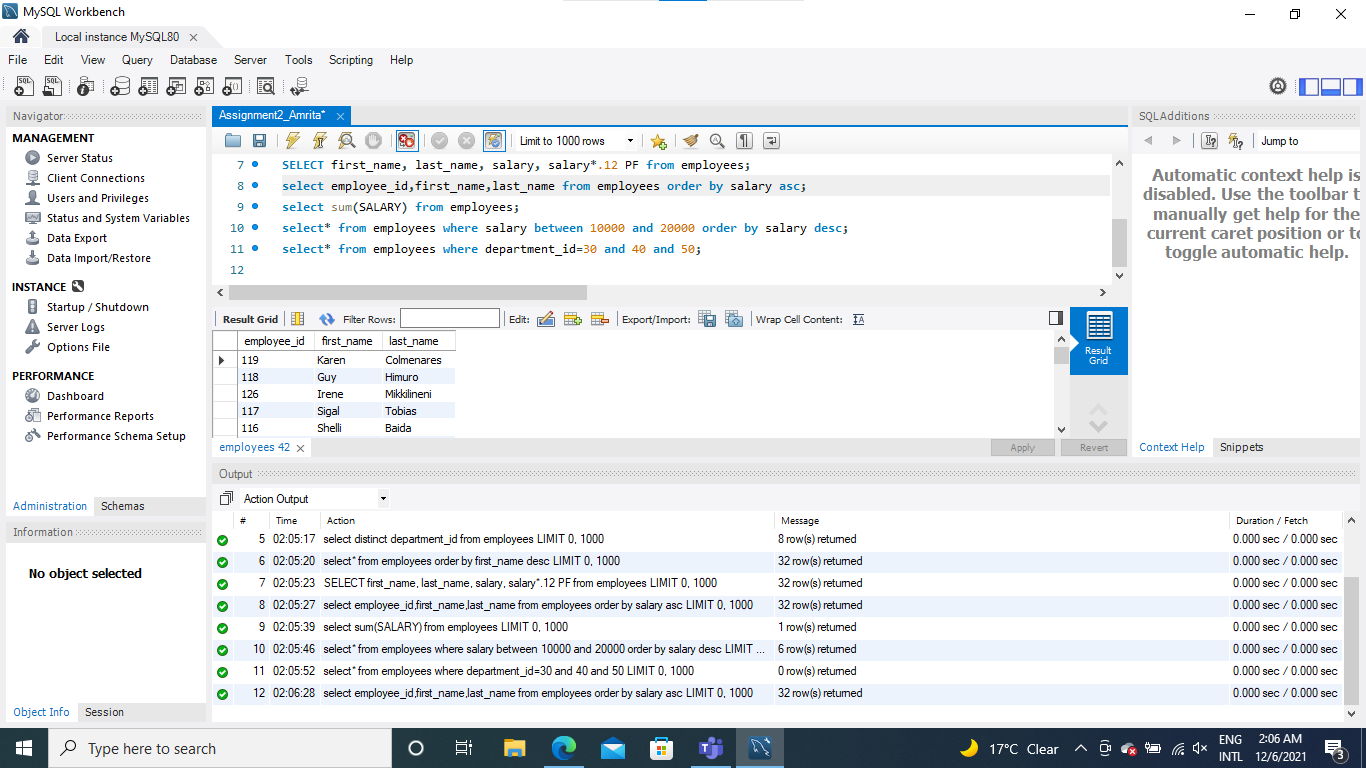 MySQL Workbench
Local instance MySQL80
File Edit View Query Database Server Tools Scripting Help
Navigator
MANAGEMENT
Server Status
Client Connections
Users and Privileges
Status and System Variables
Data Export
Data Import/Restore
INSTANCE
Startup / Shutdown
Server Logs
Options File
PERFORMANCE
Dashboard
Performance Reports
Performance Schema Setup
Administration Schemas
Information
No object selected
Object Info Session
Assignment2_Amrita*
Limit to 1000 rows
7 SELECT first_name, last_name, salary, salary*.12 PF from employees;
8 select employee_id,first_name,last_name from employees order by salary asc;
9 select sum(SALARY) from employees;
10 select* from employees where salary between 10000 and 20000 order by salary desc;
11 select* from employees where department_id=30 and 40 and 50;
12
Result Grid Filter Rows: Edit: Export/Import: Wrap Cell Content:
employee_id first_name last_name
119 Karen Colmenares
118 Guy Himuro
126 Irene Mikkilineni
117 Sigal Tobias
116 Shelli Baida
Result
Grid
employees 42 Apply Revert
SQLAdditions
Jump to
Automatic context help is
disabled. Use the toolbar t
manually get help for the
current caret position or to
toggle automatic help.
Context Help Snippets
Output
Action Output
# Time Action Message Duration / Fetch
5 02:05:17 select distinct department_id from employees LIMIT 0, 1000 8 row(s) returned 0.000 sec / 0.000 sec
6 02:05:20 select* from employees order by first_name desc LIMIT 0, 1000 32 row(s) returned 0.000 sec / 0.000 sec
7 02:05:23 SELECT first_name, last_name, salary, salary*.12 PF from employees LIMIT 0, 1000 32 row(s) returned 0.000 sec / 0.000 sec
8 02:05:27 select employee_id,first_name,last_name from employees order by salary asc LIMIT 0, 1000 32 row(s) returned 0.000 sec / 0.000 sec
9 02:05:39 select sum(SALARY) from employees LIMIT 0, 1000 1 row(s) returned 0.000 sec / 0.000 sec
10 02:05:46 select* from employees where salary between 10000 and 20000 order by salary desc LIMIT ... 6 row(s) returned 0.000 sec / 0.000 sec
11 02:05:52 select* from employees where department_id=30 and 40 and 50 LIMIT 0, 1000 0 row(s) returned 0.000 sec / 0.000 sec
12 02:06:28 select employee_id,first_name,last_name from employees order by salary asc LIMIT 0, 1000 32 row(s) returned 0.000 sec / 0.000 sec
Type here to search
17°C Clear
ENG
INTL
2:06 AM
12/6/2021
3